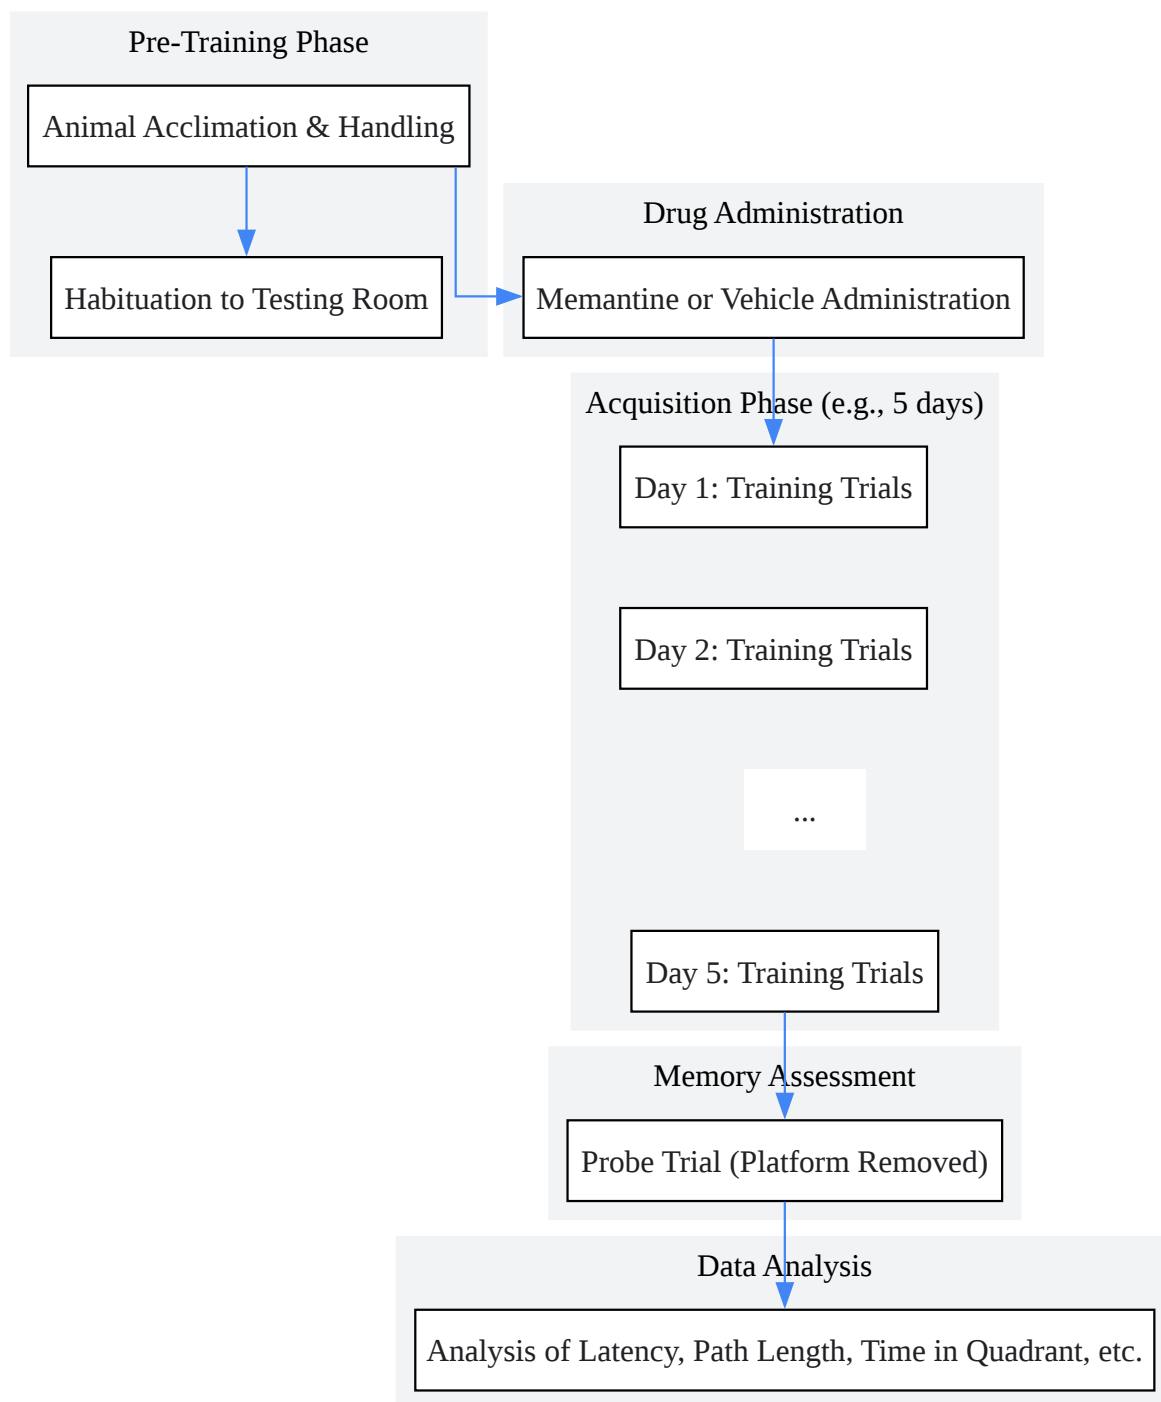 Pre-Training Phase
Animal Acclimation & Handling
Habituation to Testing Room
Drug Administration
Memantine or Vehicle Administration
Acquisition Phase (e.g., 5 days)
Day 1: Training Trials
Day 2: Training Trials
...
Day 5: Training Trials
Memory Assessment
Probe Trial (Platform Removed)
Data Analysis
Analysis of Latency, Path Length, Time in Quadrant, etc.